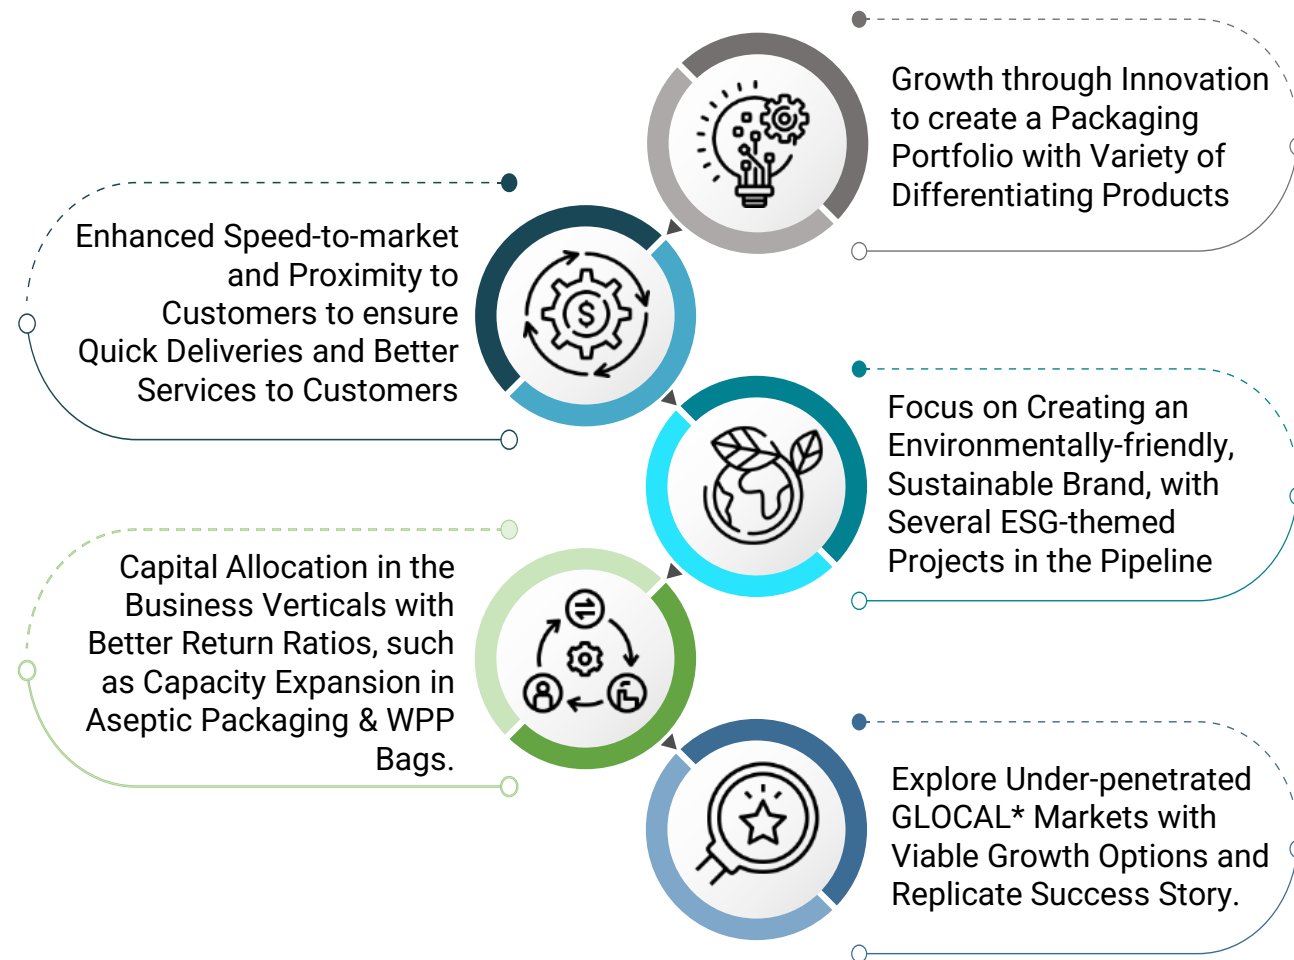 Growth through Innovation
to create a Packaging
Portfolio with Variety of
Differentiating Products
Enhanced Speed-to-market
and Proximity to
Customers to ensure
Quick Deliveries and Better
Services to Customers
$
Focus on Creating an
Environmentally-friendly,
Sustainable Brand, with
Several ESG-themed
Projects in the Pipeline
Capital Allocation in the
Business Verticals with
Better Return Ratios, such
as Capacity Expansion in
Aseptic Packaging & WPP
Bags.
Explore Under-penetrated
GLOCAL* Markets with
Viable Growth Options and
Replicate Success Story.